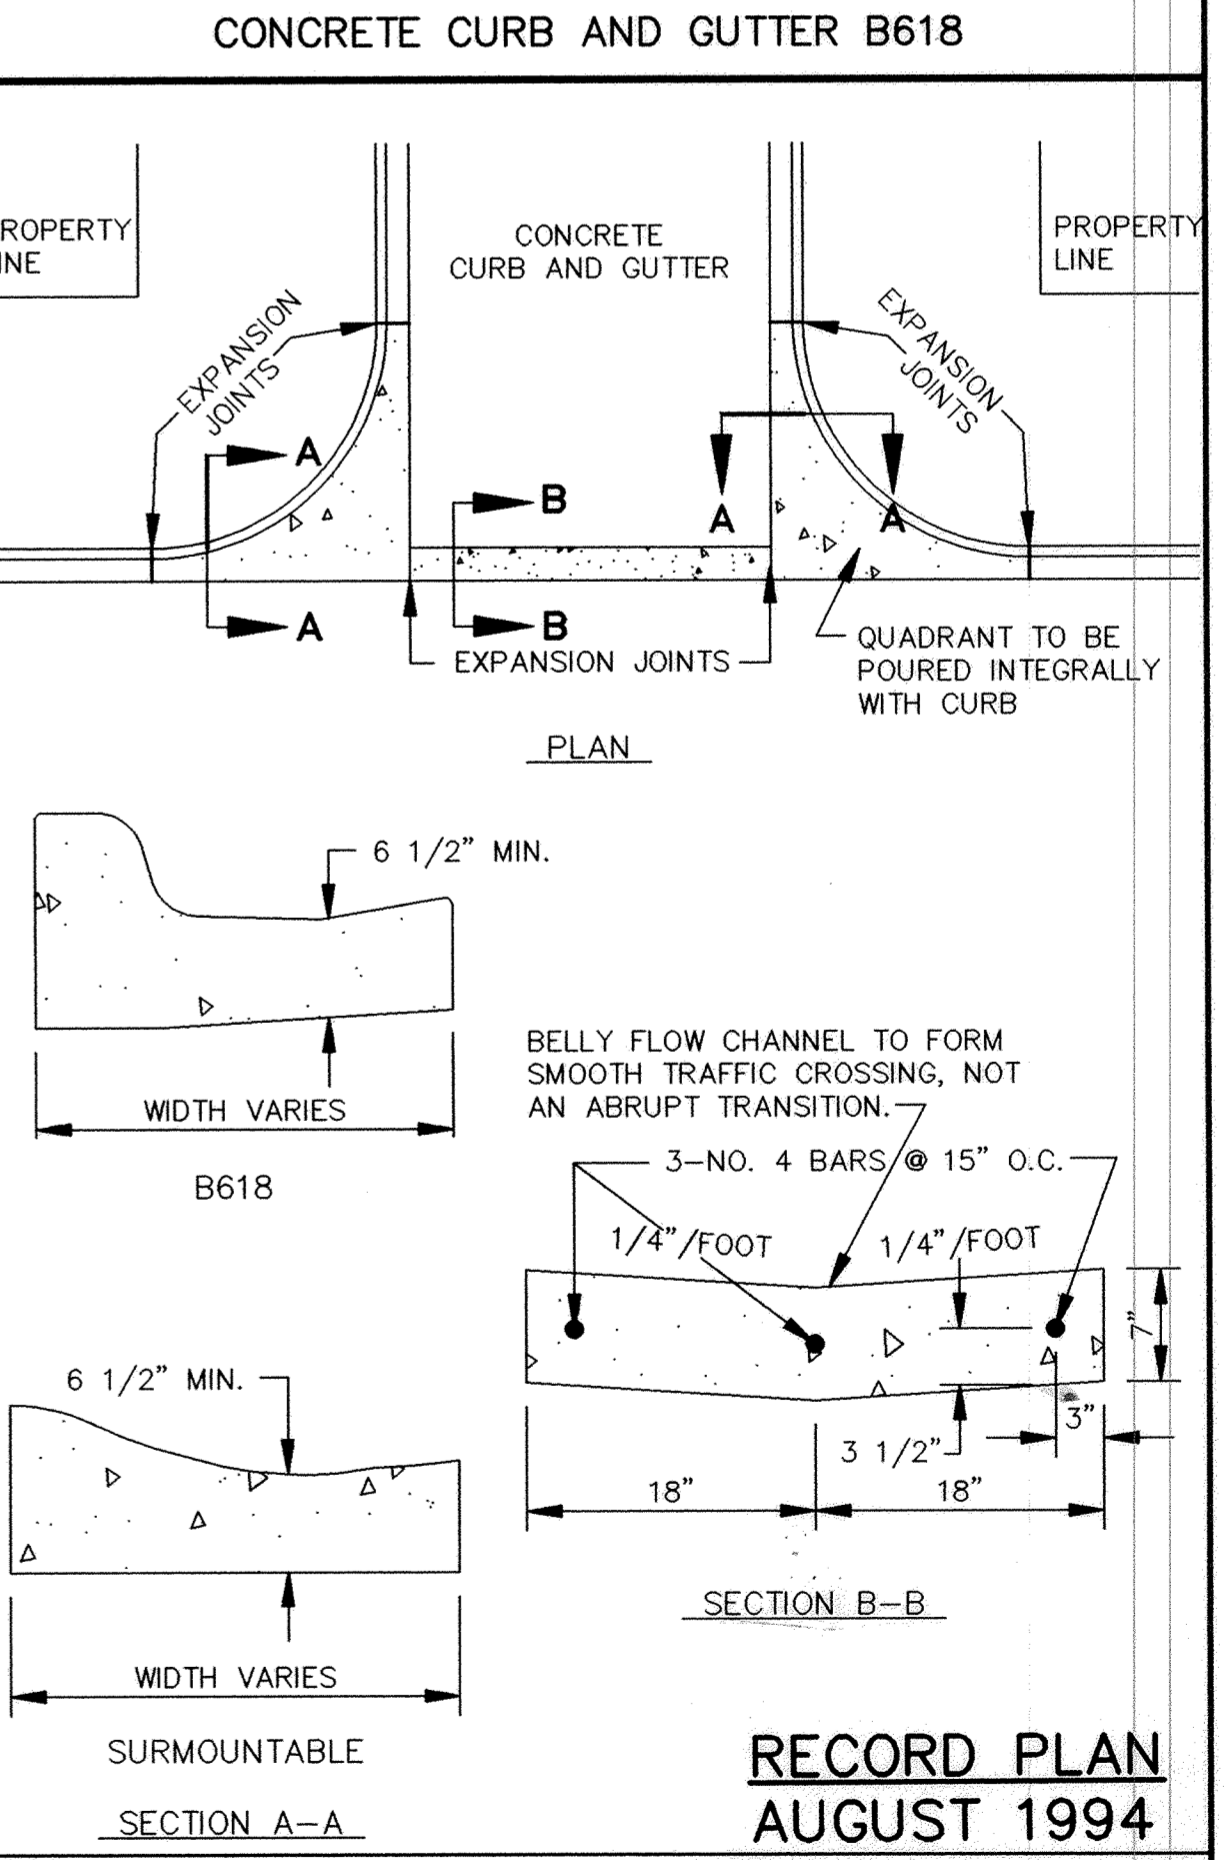 CONCRETE CURB AND GUTTER B618
ROPERTY
INE
CONCRETE
CURB AND GUTTER
PROPERTY
LINE
EXPANSION
JOINTS
EXPANSION
JOINTS
A
A
B
B
A
A
EXPANSION JOINTS
QUADRANT TO BE
POURED INTEGRALLY
WITH CURB
PLAN
6 1/2" MIN.
WIDTH VARIES
B618
BELLY FLOW CHANNEL TO FORM
SMOOTH TRAFFIC CROSSING, NOT
AN ABRUPT TRANSITION.
3-NO. 4 BARS @ 15" O.C.
1/4"/FOOT
1/4"/FOOT
7"
3"
3 1/2"
18"
18"
SECTION B-B
6 1/2" MIN.
WIDTH VARIES
SURMOUNTABLE
SECTION A-A
RECORD PLAN
AUGUST 1994